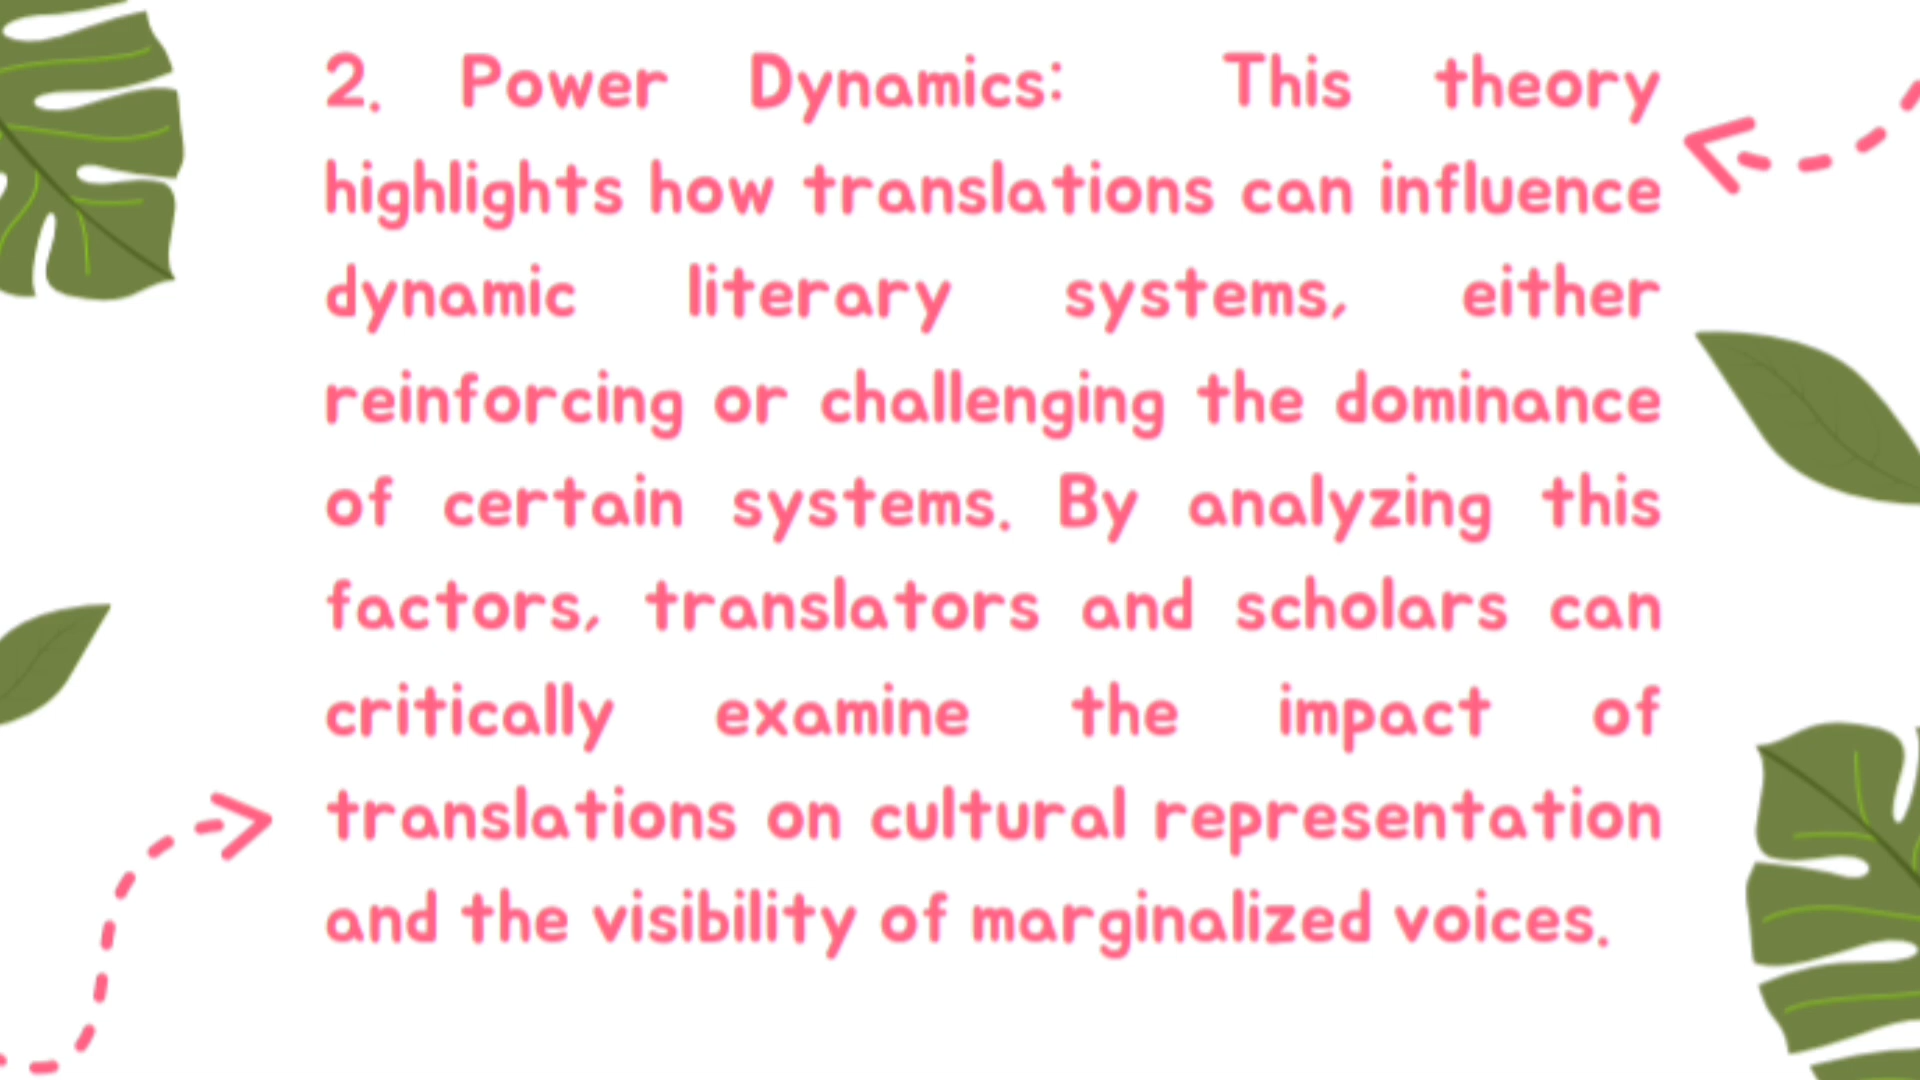 2. Power Dynamics: This theory
highlights how translations can influence
dynamic literary systems, either
reinforcing or challenging the dominance
of certain systems. By analyzing this
factors, translators and scholars can
critically examine the impact of
translations on cultural representation
and the visibility of marginalized voices.